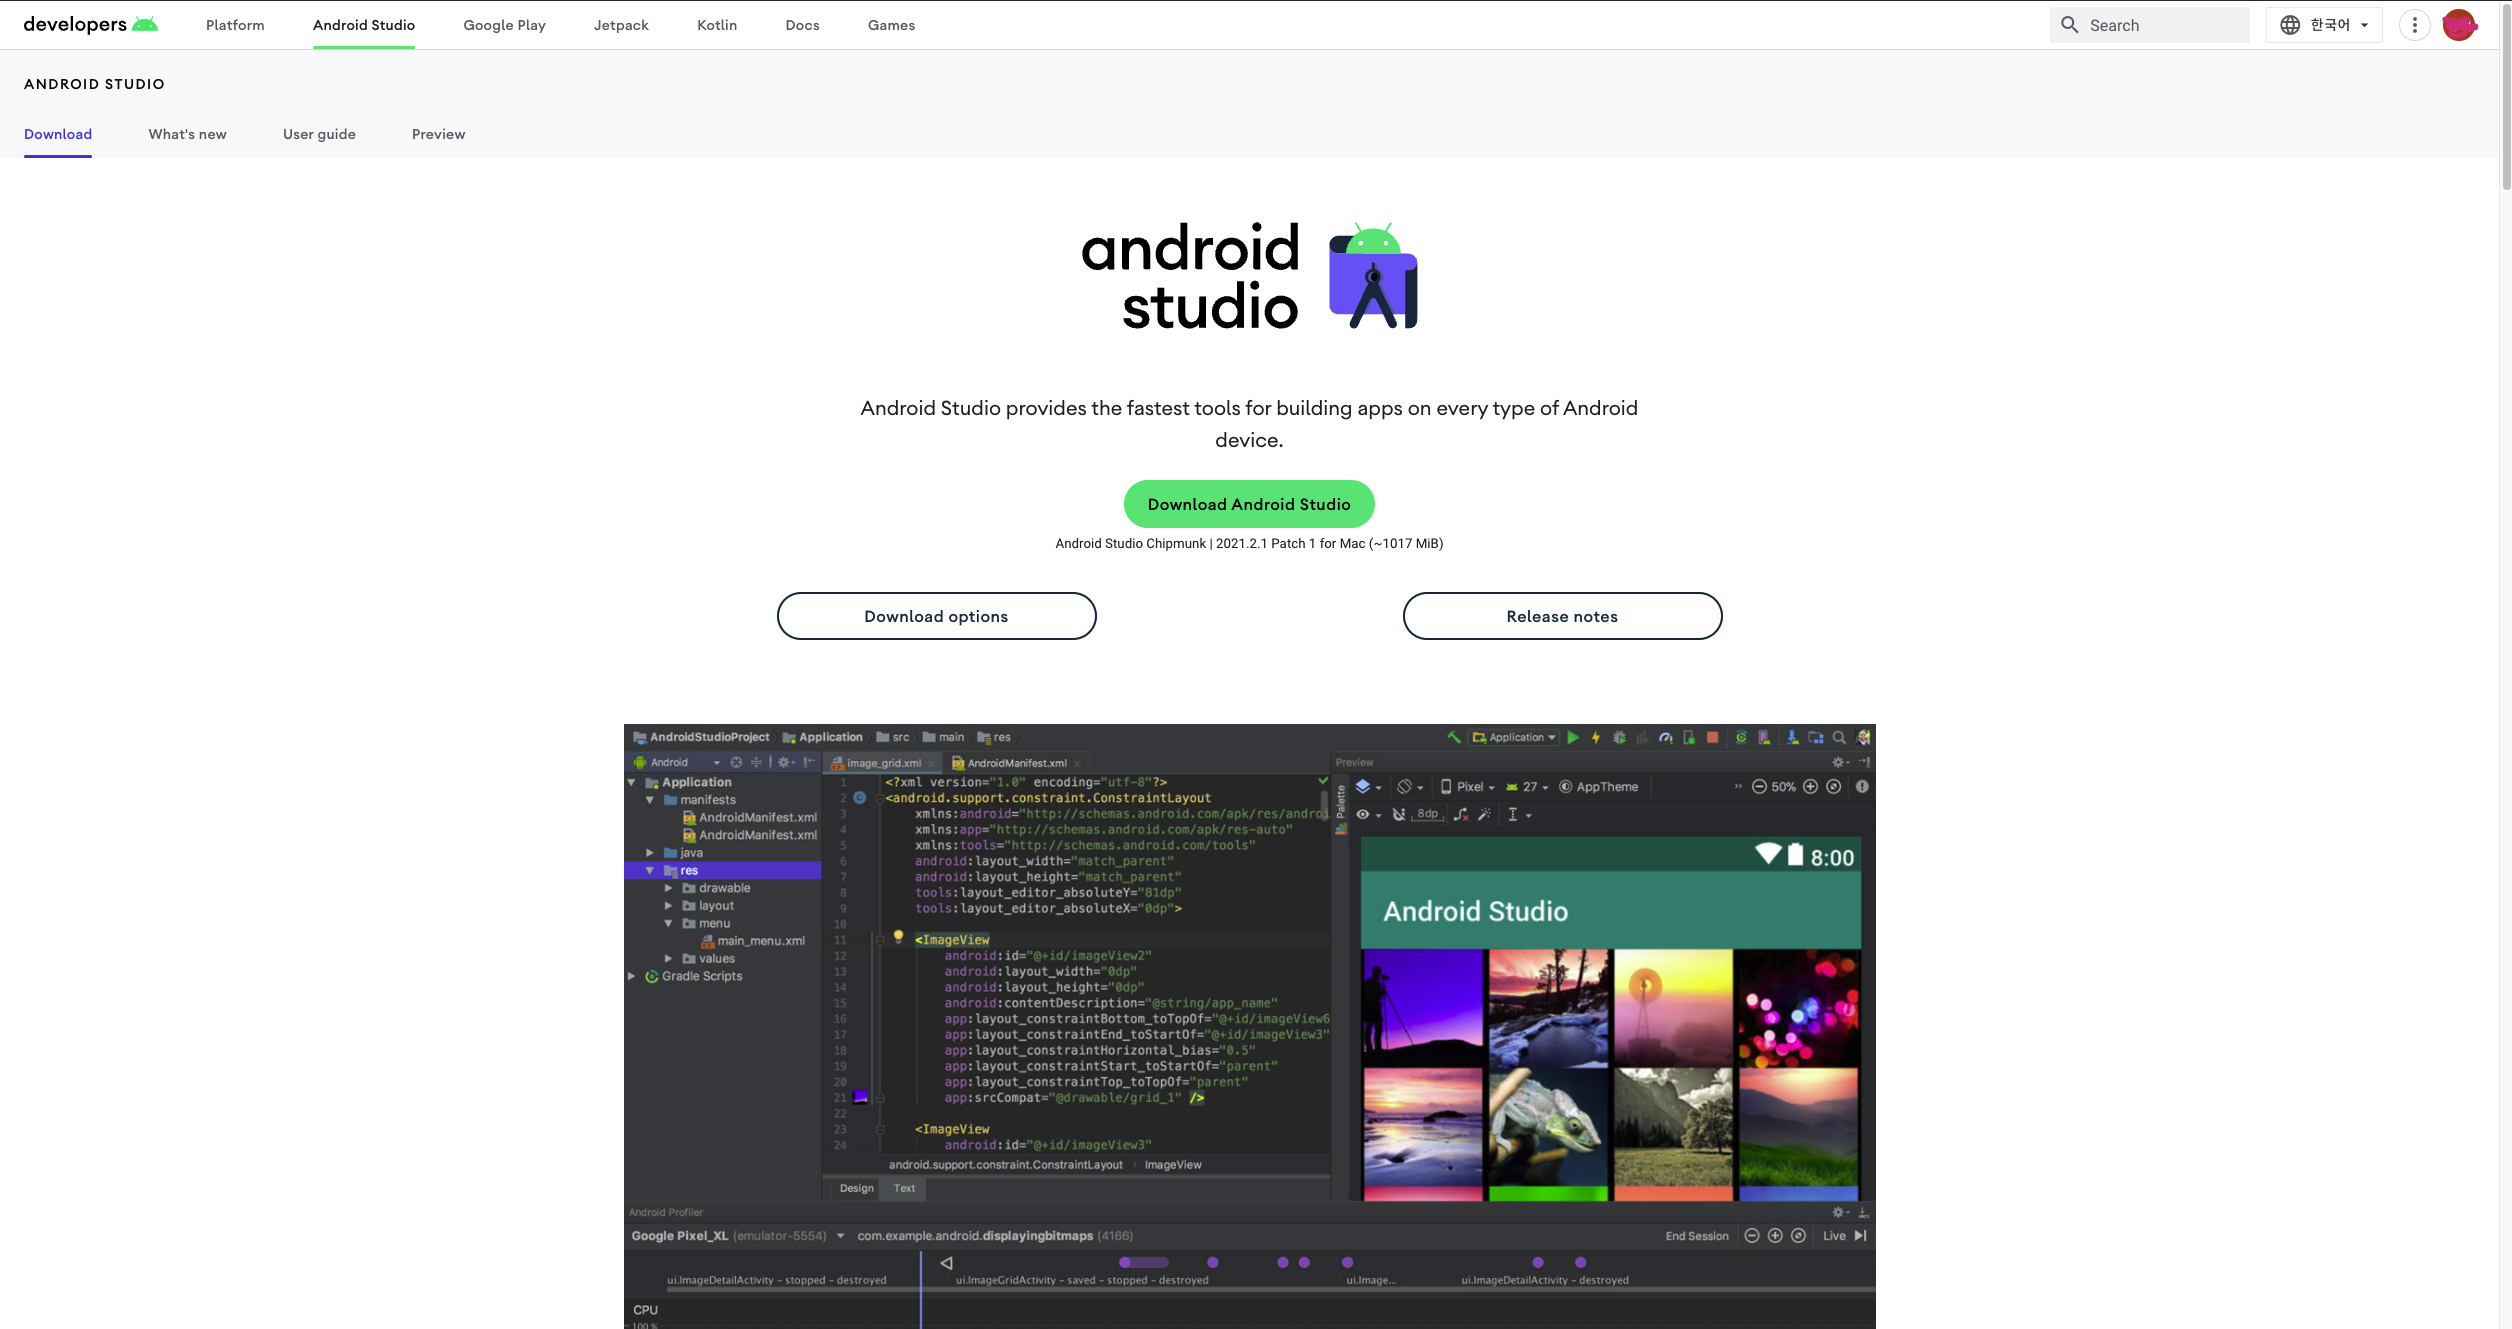 developers
Platform
Android Studio
Google Play
Jetpack
Kotlin
Docs
Games
Search
한국어
ANDROID STUDIO
Download
What's new
User guide
Preview
android
studio
Android Studio provides the fastest tools for building apps on every type of Android
device.
Download Android Studio
Android Studio Chipmunk | 2021.2.1 Patch 1 for Mac (~1017 MiB)
Download options
Release notes
AndroidStudioProject Application src main res
Application
Android
image_grid.xml
AndroidManifest.xml
Preview
Application
manifests
AndroidManifest.xml
AndroidManifest.xml
java
res
drawable
layout
menu
main_menu.xml
values
Gradle Scripts
1 <?xml version="1.0" encoding="utf-8"?>
2 <android.support.constraint.ConstraintLayout
3 xmlns:android="http://schemas.android.com/apk/res/androi
4 xmlns:app="http://schemas.android.com/apk/res-auto"
5 xmlns:tools="http://schemas.android.com/tools"
6 android:layout_width="match_parent"
7 android:layout_height="match_parent"
8 tools:layout_editor_absoluteY="81dp"
9 tools:layout_editor_absoluteX="0dp">
10
11 <ImageView
12 android:id="@+id/imageView2"
13 android:layout_width="0dp"
14 android:layout_height="0dp"
15 android:contentDescription="@string/app_name"
16 app:layout_constraintBottom_toTopOf="@+id/imageView6
17 app:layout_constraintEnd_toStartOf="@+id/imageView3"
18 app:layout_constraintHorizontal_bias="0.5"
19 app:layout_constraintStart_toStartOf="parent"
20 app:layout_constraintTop_toTopOf="parent"
21 app:srcCompat="@drawable/grid_1" />
22
23 <ImageView
24 android:id="@+id/imageView3"
android.support.constraint.ConstraintLayout › ImageView
Design
Text
Palette
Pixel
27
AppTheme
50%
8dp
8:00
Android Studio
Android Profiler
Google Pixel_XL (emulator-5554)
com.example.android.displayingbitmaps (4166)
End Session
Live
ui.ImageDetailActivity – stopped – destroyed
ui.ImageGridActivity – saved – stopped – destroyed
ui.Image...
ui.ImageDetailActivity – destroyed
CPU
100 %